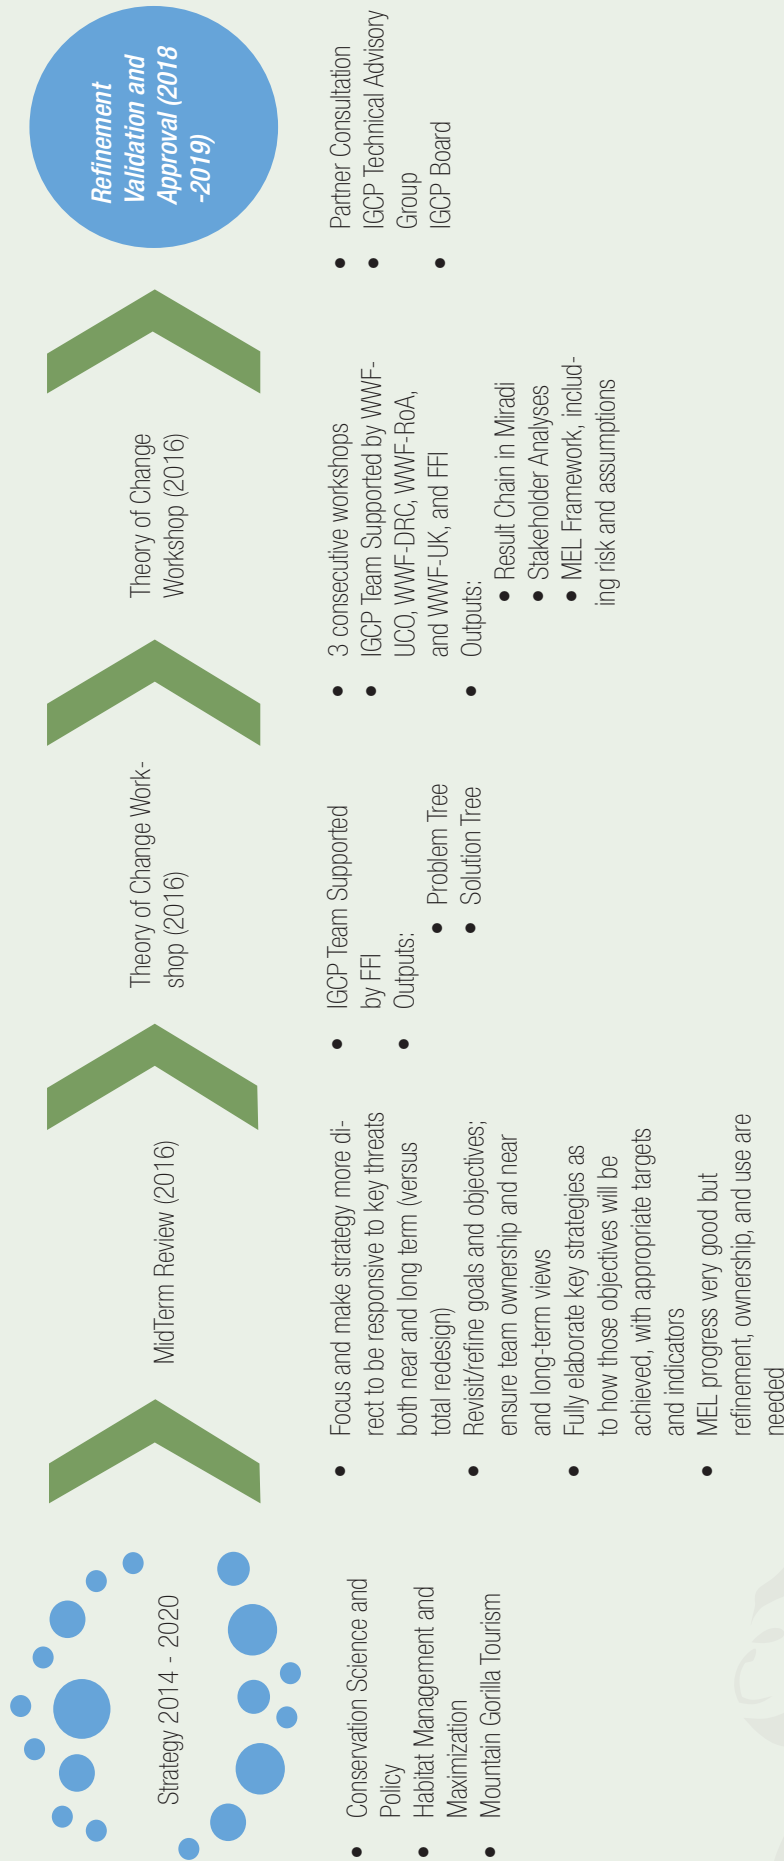 Strategy 2014 - 2020
• Conservation Science and
Policy
• Habitat Management and
Maximization
• Mountain Gorilla Tourism
MidTerm Review (2016)
• Focus and make strategy more di-
rect to be responsive to key threats
both near and long term (versus
total redesign)
• Revisit/refine goals and objectives;
ensure team ownership and near
and long-term views
• Fully elaborate key strategies as
to how those objectives will be
achieved, with appropriate targets
and indicators
• MEL progress very good but
refinement, ownership, and use are
needed
Theory of Change Work-
shop (2016)
• IGCP Team Supported
by FFI
• Outputs:
• Problem Tree
• Solution Tree
Theory of Change
Workshop (2016)
• 3 consecutive workshops
• IGCP Team Supported by WWF-
UCO, WWF-DRC, WWF-RoA,
and WWF-UK, and FFI
• Outputs:
• Result Chain in Miradi
• Stakeholder Analyses
• MEL Framework, includ-
ing risk and assumptions
Refinement
Validation and
Approval (2018
-2019)
• Partner Consultation
• IGCP Technical Advisory
Group
• IGCP Board